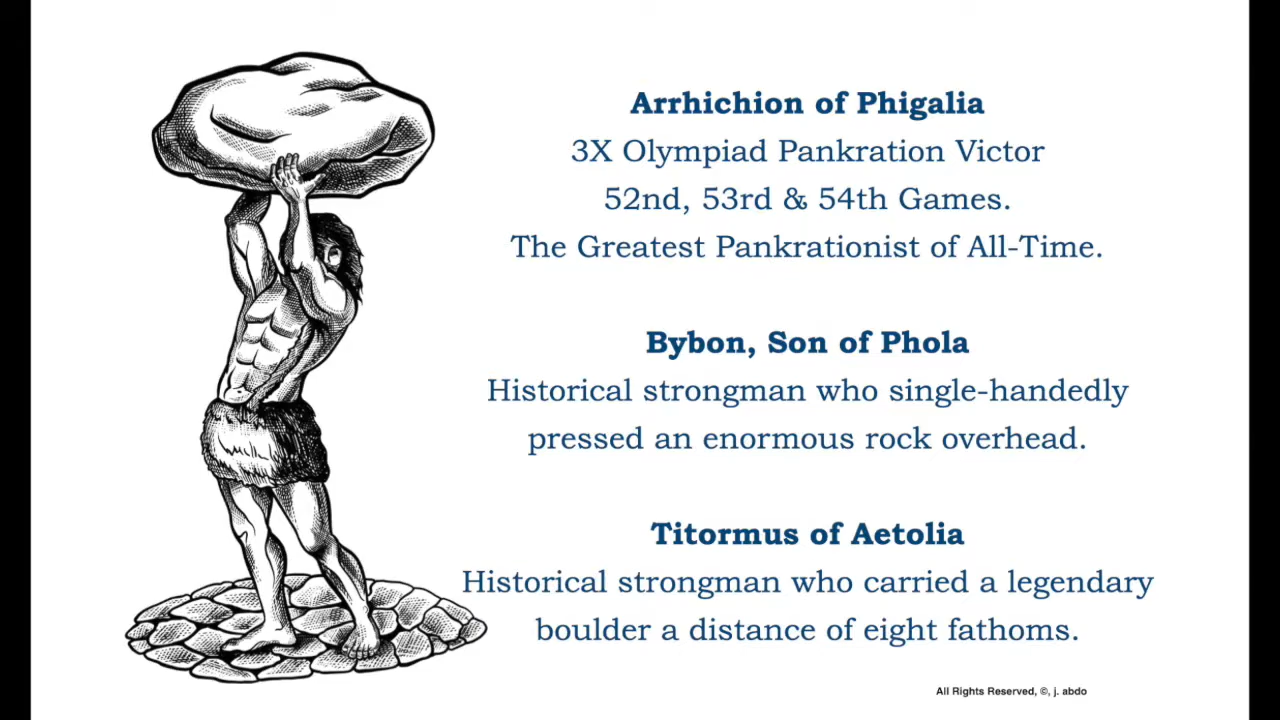 Arrhichion of Phigalia
3X Olympiad Pankration Victor
52nd, 53rd & 54th Games.
The Greatest Pankrationist of All-Time.
Bybon, Son of Phola
Historical strongman who single-handedly
pressed an enormous rock overhead.
Titormus of Aetolia
Historical strongman who carried a legendary
boulder a distance of eight fathoms.
All Rights Reserved, ©, j. abdo